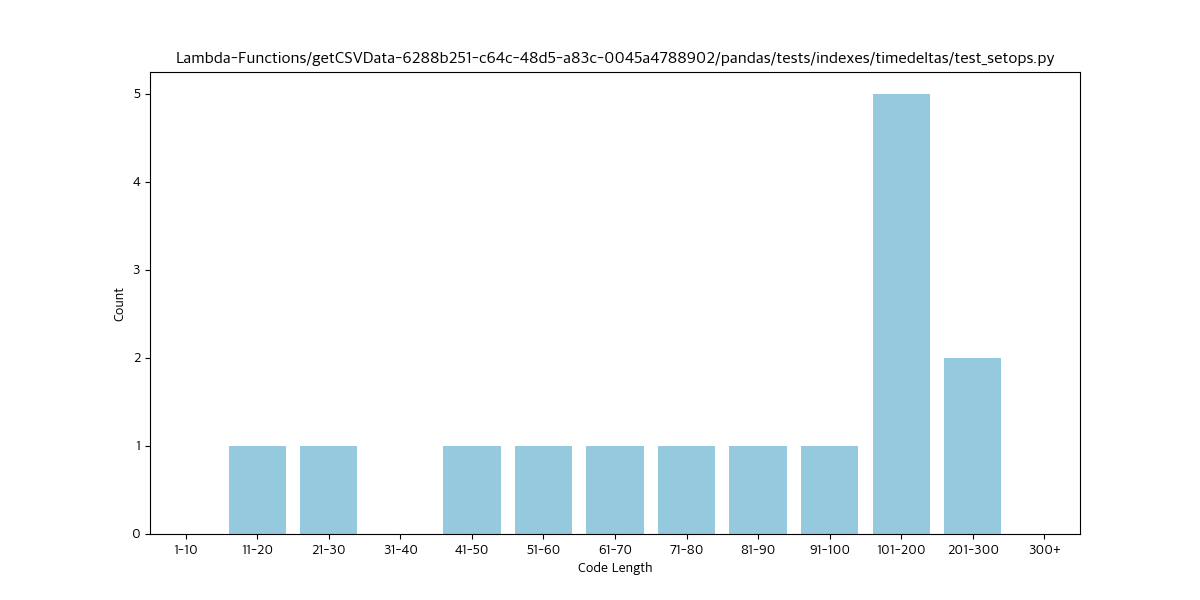 Lambda-Functions/getCSVData-6288b251-c64c-48d5-a83c-0045a4788902/pandas/tests/indexes/timedeltas/test_setops.py
5
4
3
2
1
0
Count
1-10 11-20 21-30 31-40 41-50 51-60 61-70 71-80 81-90 91-100 101-200 201-300 300+
Code Length